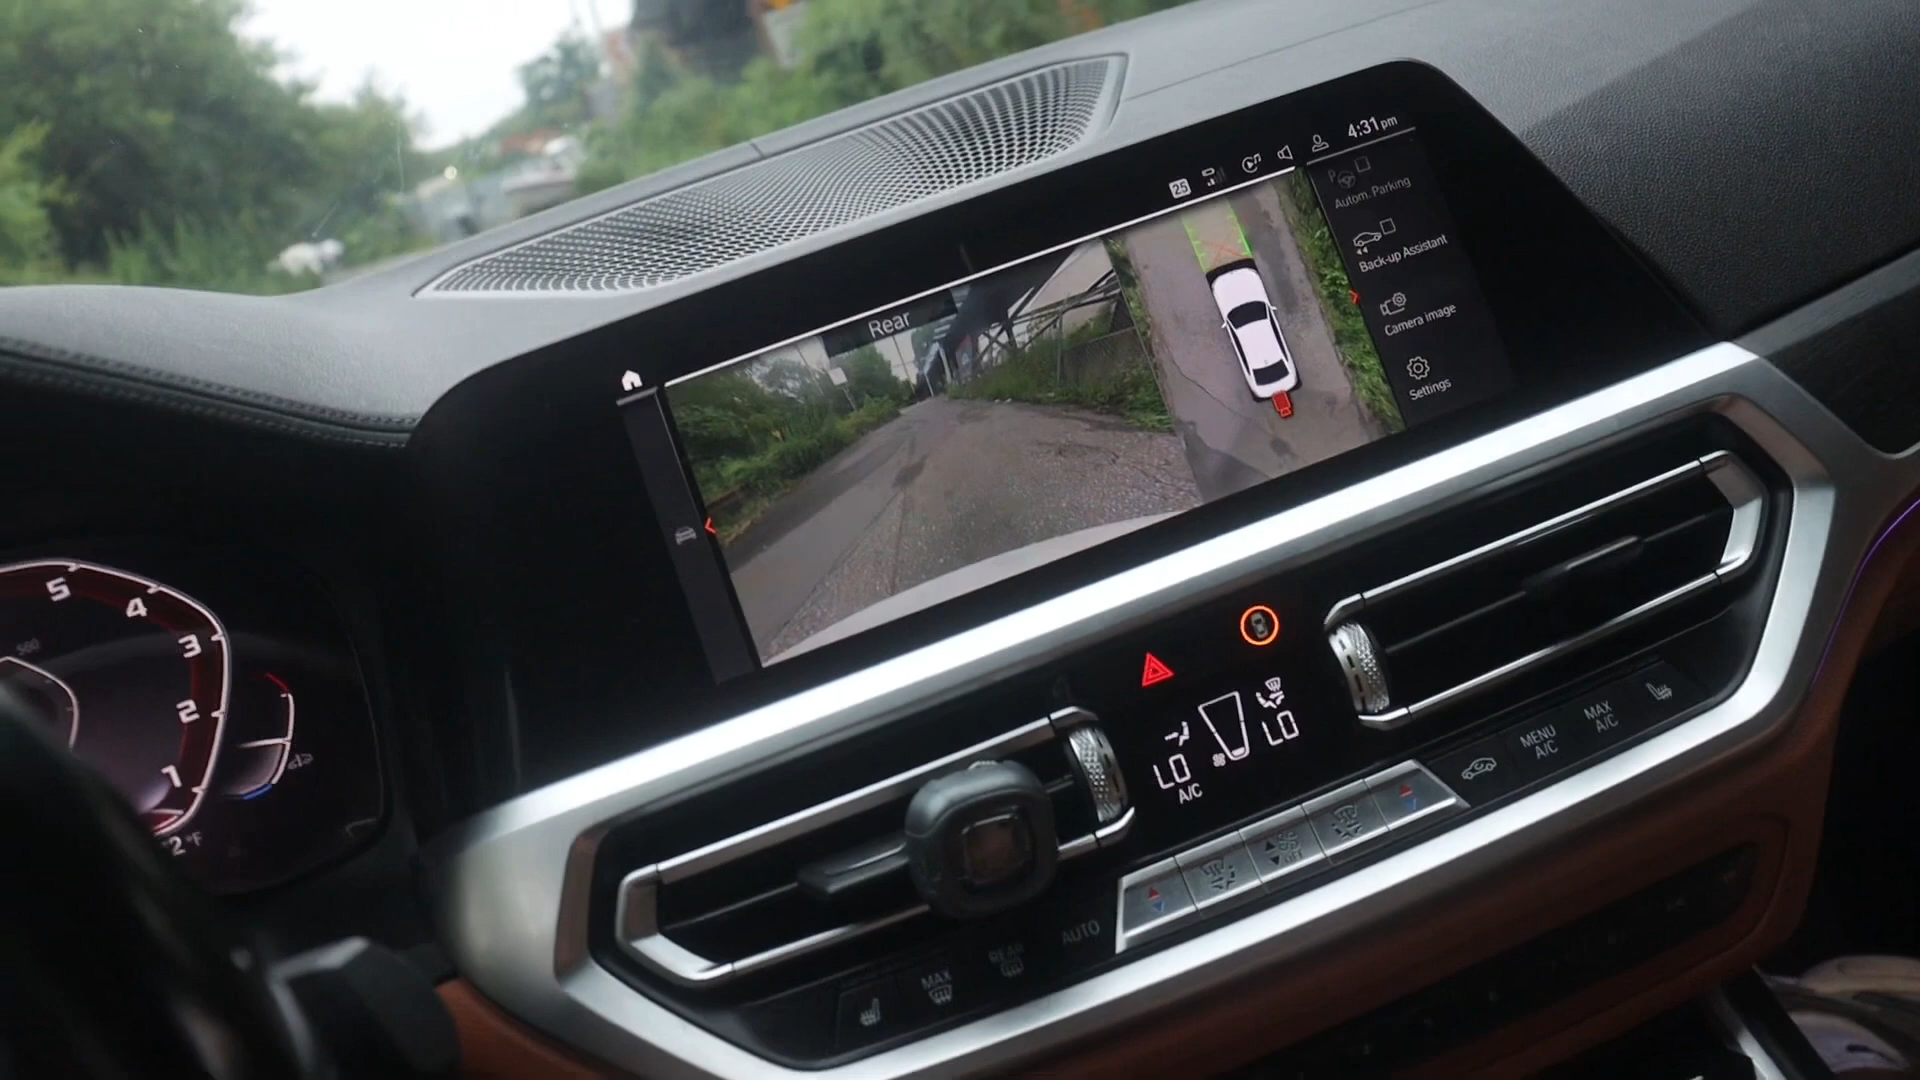 4:31 pm
25
Autom. Parking
Rear
Back-up Assistant
Camera image
Settings
5
4
3
2
1
°F
LO
LO
A/C
MENU
A/C
MAX
A/C
OFF
AUTO
REAR
MAX